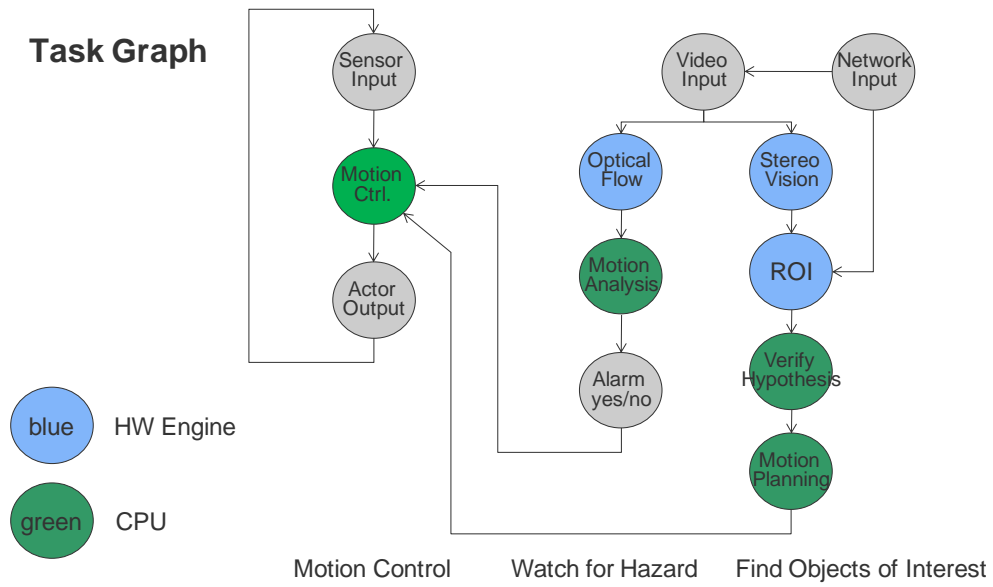 Task Graph
Sensor
Input
Video
Input
Network
Input
Motion
Ctrl.
Optical
Flow
Stereo
Vision
Actor
Output
Motion
Analysis
ROI
Alarm
yes/no
Verify
Hypothesis
Motion
Planning
blue
HW Engine
green
CPU
Motion Control
Watch for Hazard
Find Objects of Interest